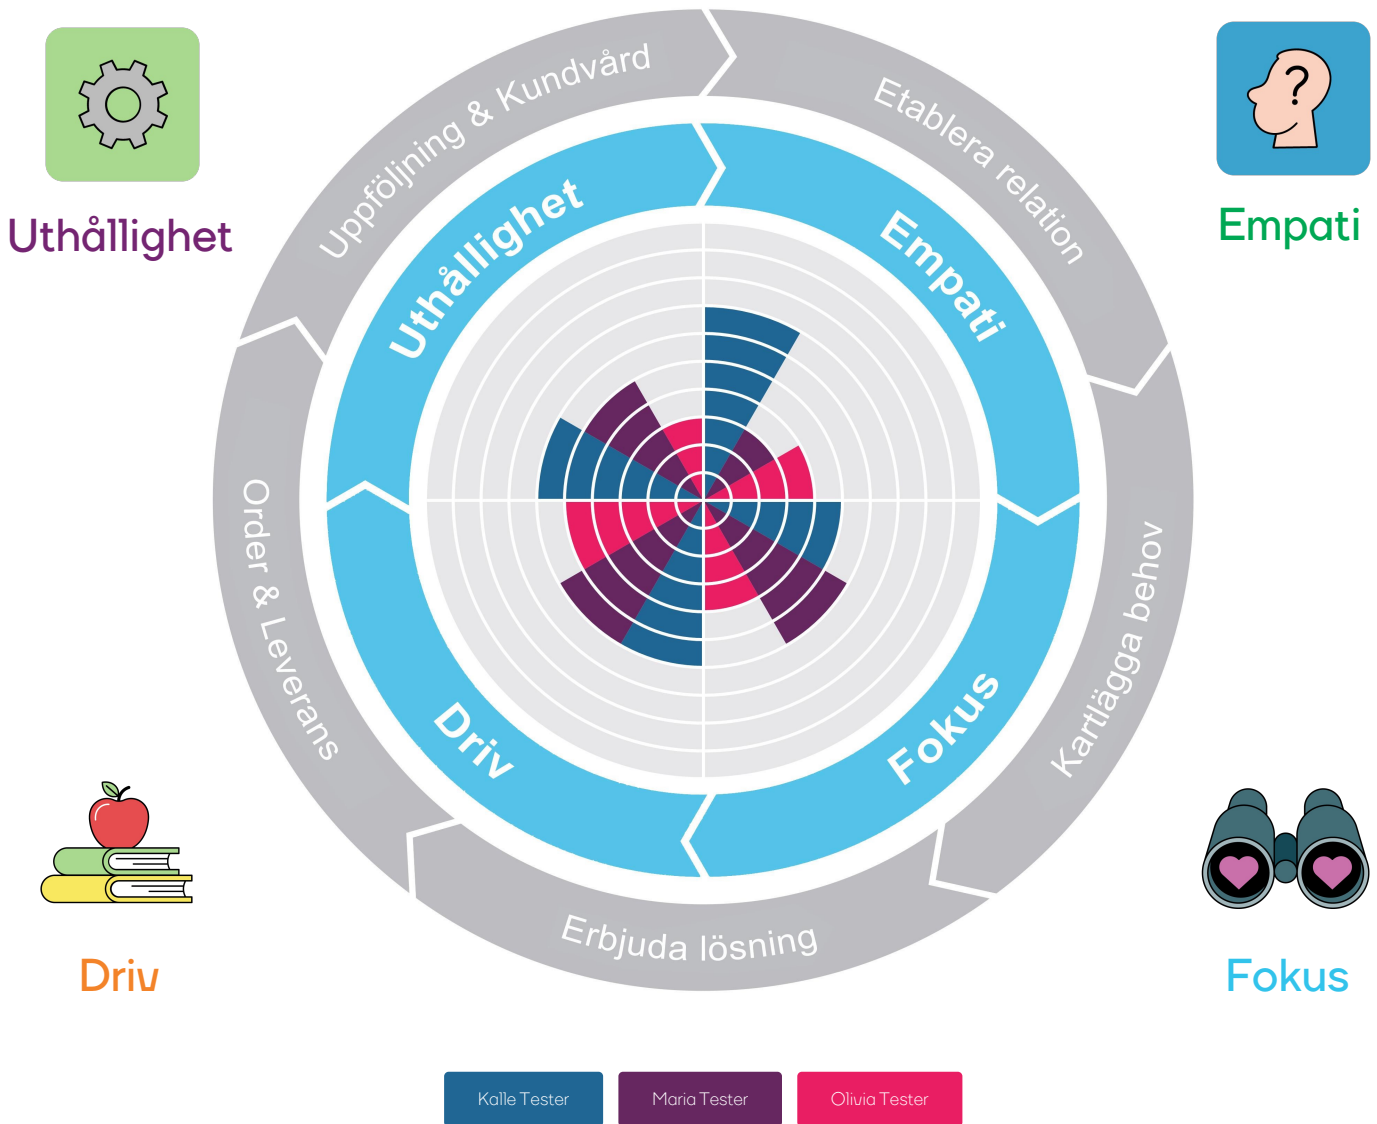 Uppföljning & Kundvård
Etablera relation
Uthållighet
Empati
Uthållighet
Empati
?
Order & Leverans
Kartlägga behov
Driv
Fokus
Erbjuda lösning
Driv
Fokus
Kalle Tester
Maria Tester
Olivia Tester